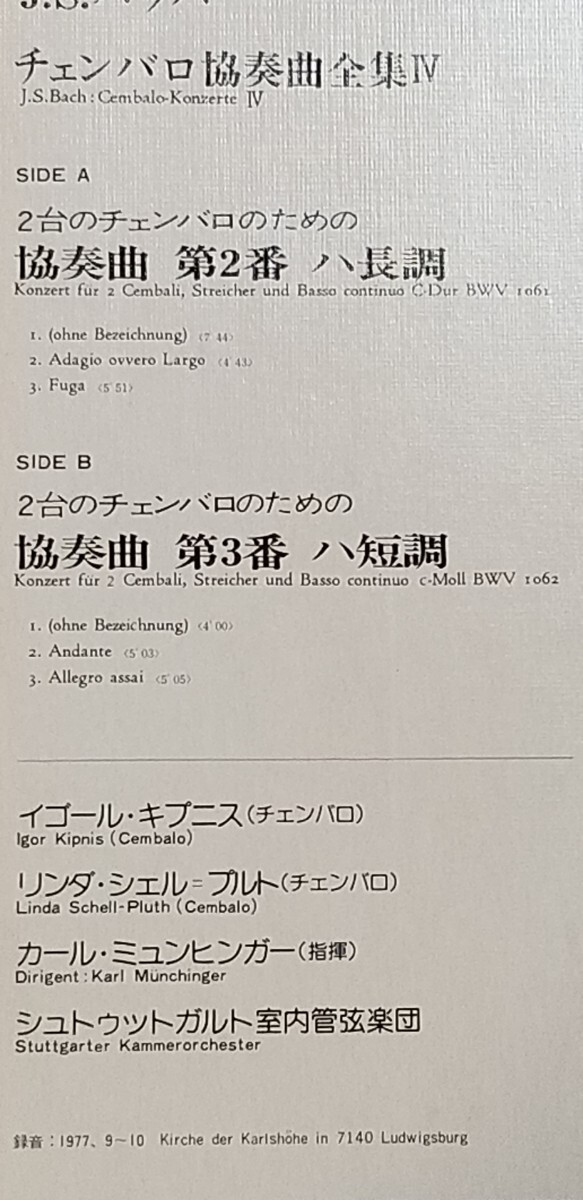 チェンバロ協奏曲全集Ⅳ
J.S.Bach : Cembalo-Konzerte Ⅳ
SIDE A
2台のチェンバロのための
協奏曲 第2番 ハ長調
Konzert für 2 Cembali, Streicher und Basso continuo C-Dur BWV 1061
1. (ohne Bezeichnung) 〈7'44〉
2. Adagio ovvero Largo 〈4'43〉
3. Fuga 〈5'51〉
SIDE B
2台のチェンバロのための
協奏曲 第3番 ハ短調
Konzert für 2 Cembali, Streicher und Basso continuo c-Moll BWV 1062
1. (ohne Bezeichnung) 〈4'00〉
2. Andante 〈5'03〉
3. Allegro assai 〈5'05〉
イゴール・キプニス(チェンバロ)
Igor Kipnis (Cembalo)
リンダ・シェル=プルト(チェンバロ)
Linda Schell-Pluth (Cembalo)
カール・ミュンヒンガー(指揮)
Dirigent : Karl Münchinger
シュトゥットガルト室内管弦楽団
Stuttgarter Kammerorchester
録音 : 1977、9〜10 Kirche der Karlshöhe in 7140 Ludwigsburg